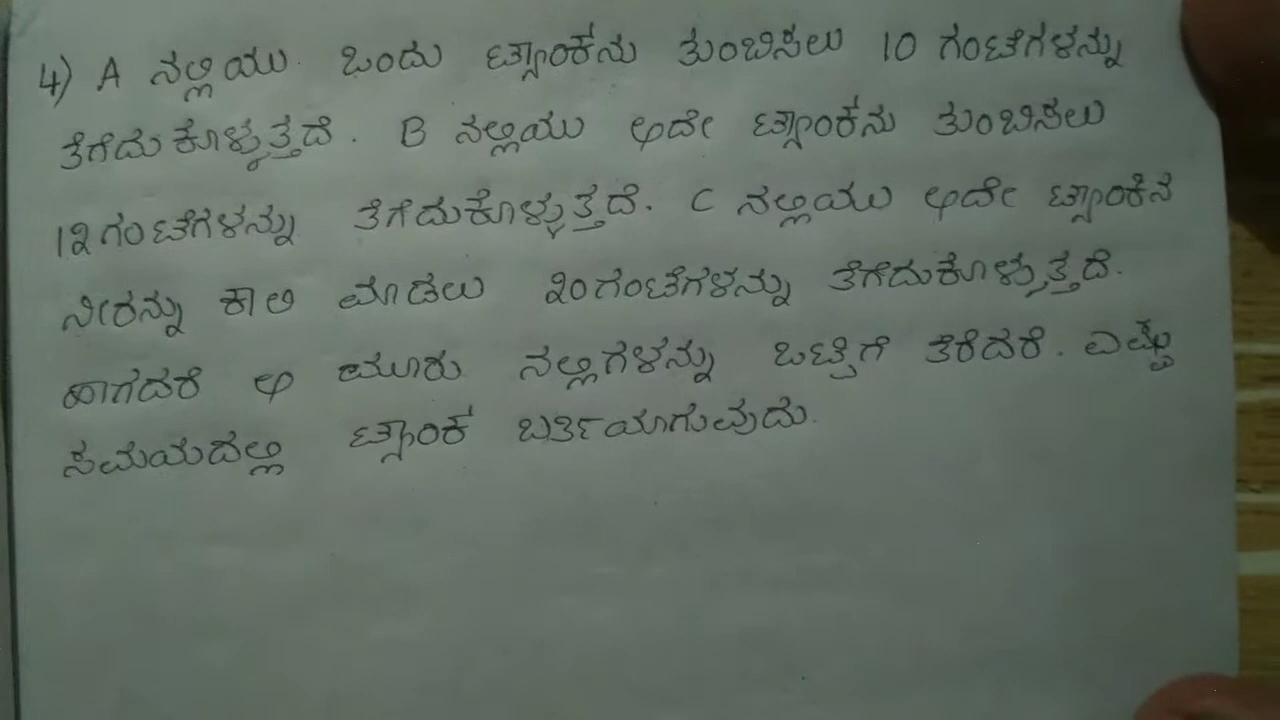 4) A ನಲ್ಲಿಯು ಒಂದು ಟ್ಯಾಂಕನು ತುಂಬಿಸಲು 10 ಗಂಟೆಗಳನ್ನು
ತೆಗೆದು ಕೊಳ್ಳುತ್ತದೆ. B ನಲ್ಲಿಯು ಅದೇ ಟ್ಯಾಂಕನು ತುಂಬಿಸಲು
12 ಗಂಟೆಗಳನ್ನು ತೆಗೆದುಕೊಳ್ಳುತ್ತದೆ. C ನಲ್ಲಿಯು ಅದೇ ಟ್ಯಾಂಕಿನ
ನೀರನ್ನು ಕಾಲಿ ಮಾಡಲು 20 ಗಂಟೆಗಳನ್ನು ತೆಗೆದುಕೊಳ್ಳುತ್ತದೆ.
ಹಾಗದರೆ ಆ ಮೂರು ನಲ್ಲಿಗಳನ್ನು ಒಟ್ಟಿಗೆ ತೆರೆದರೆ. ಎಷ್ಟು
ಸಮಯದಲ್ಲಿ ಟ್ಯಾಂಕ್ ಬರ್ತಿಯಾಗುವುದು.